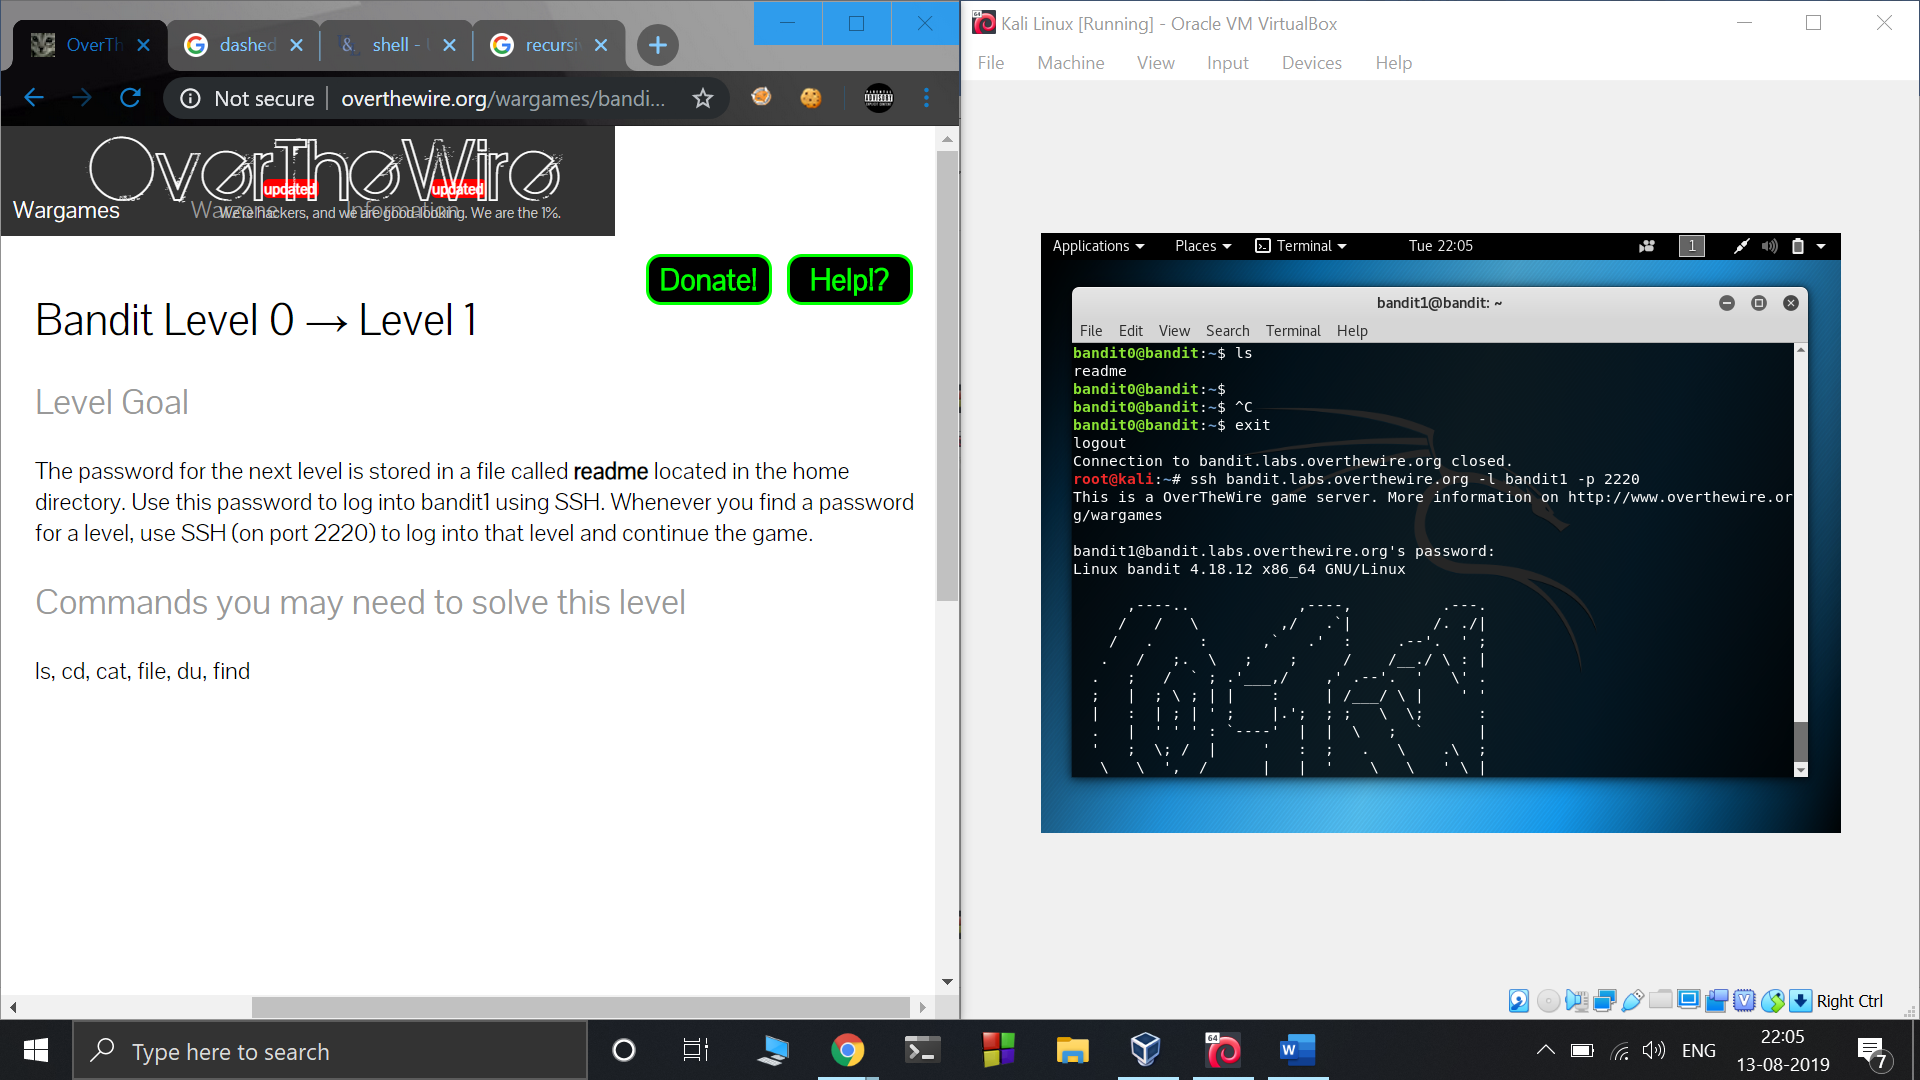 OverTh
dashed
shell -
recursi
Not secure
overthewire.org/wargames/bandi...
OverTheWire
updated
updated
Wargames
Warzone
Information
We're hackers, and we are good-looking. We are the 1%.
Donate!
Help!?
Bandit Level 0 → Level 1
Level Goal
The password for the next level is stored in a file called readme located in the home
directory. Use this password to log into bandit1 using SSH. Whenever you find a password
for a level, use SSH (on port 2220) to log into that level and continue the game.
Commands you may need to solve this level
ls, cd, cat, file, du, find
64
Kali Linux [Running] - Oracle VM VirtualBox
File Machine View Input Devices Help
Applications Places Terminal Tue 22:05 1
bandit1@bandit: ~
File Edit View Search Terminal Help
bandit0@bandit:~$ ls
readme
bandit0@bandit:~$
bandit0@bandit:~$ ^C
bandit0@bandit:~$ exit
logout
Connection to bandit.labs.overthewire.org closed.
root@kali:~# ssh bandit.labs.overthewire.org -l bandit1 -p 2220
This is a OverTheWire game server. More information on http://www.overthewire.or
g/wargames
bandit1@bandit.labs.overthewire.org's password:
Linux bandit 4.18.12 x86_64 GNU/Linux
Right Ctrl
Type here to search
64
W
ENG
22:05
13-08-2019
7